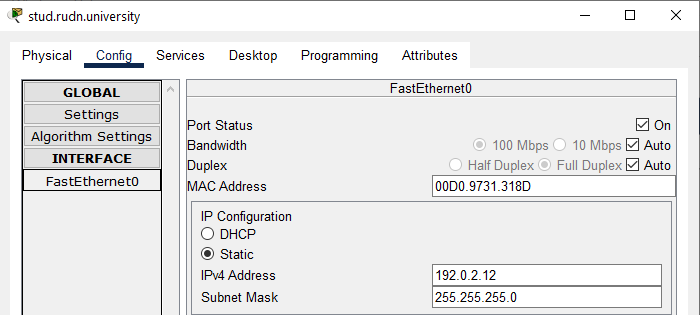 stud.rudn.university
Physical Config Services Desktop Programming Attributes
GLOBAL
Settings
Algorithm Settings
INTERFACE
FastEthernet0
FastEthernet0
Port Status On
Bandwidth 100 Mbps 10 Mbps Auto
Duplex Half Duplex Full Duplex Auto
MAC Address 00D0.9731.318D
IP Configuration
DHCP
Static
IPv4 Address 192.0.2.12
Subnet Mask 255.255.255.0